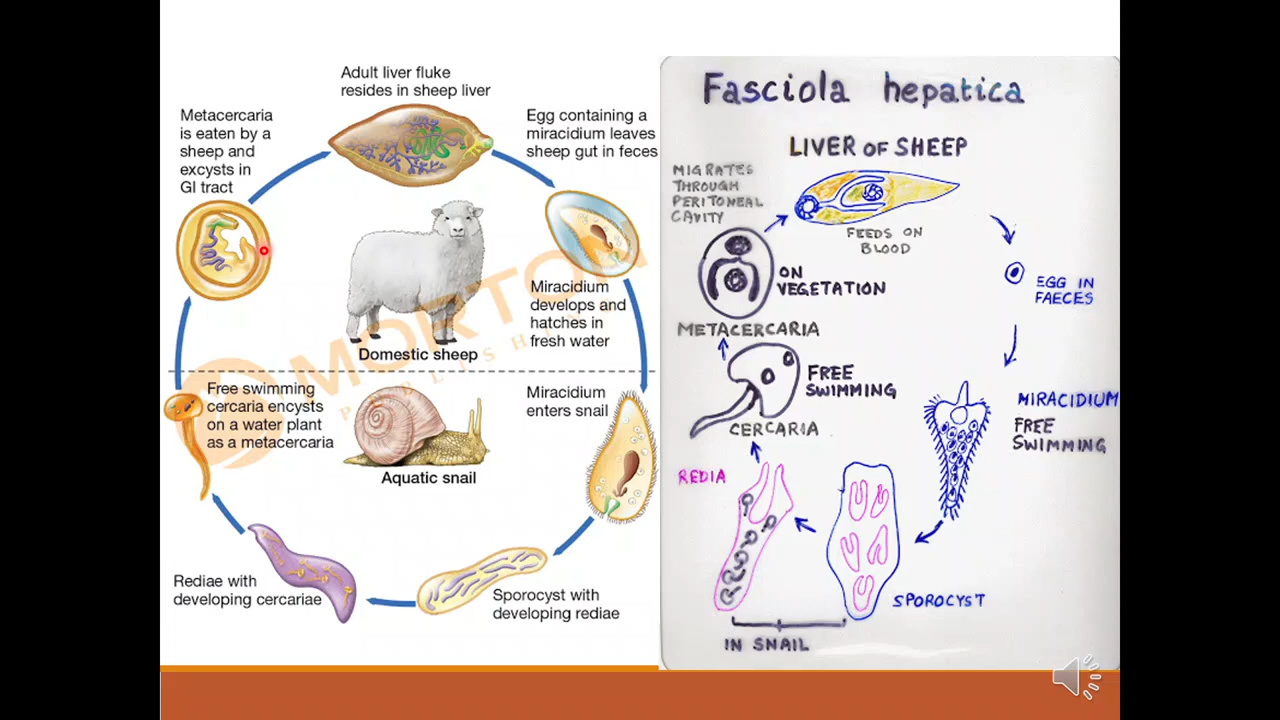 Adult liver fluke
resides in sheep liver
Metacercaria
is eaten by a
sheep and
excysts in
GI tract
Egg containing a
miracidium leaves
sheep gut in feces
Miracidium
develops and
hatches in
fresh water
Domestic sheep
MORTON
PUBLISHING
Free swimming
cercaria encysts
on a water plant
as a metacercaria
Miracidium
enters snail
Aquatic snail
Rediae with
developing cercariae
Sporocyst with
developing rediae
Fasciola hepatica
LIVER OF SHEEP
MIGRATES
THROUGH
PERITONEAL
CAVITY
FEEDS ON
BLOOD
EGG IN
FAECES
ON
VEGETATION
METACERCARIA
FREE
SWIMMING
CERCARIA
MIRACIDIUM
FREE
SWIMMING
REDIA
SPOROCYST
IN SNAIL